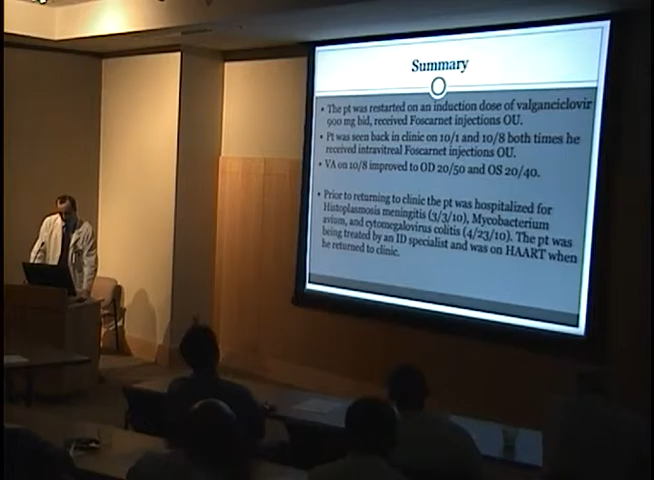 Summary
• The pt was restarted on an induction dose of valganciclovir
900 mg bid, received Foscarnet injections OU.
• Pt was seen back in clinic on 10/1 and 10/8 both times he
received intravitreal Foscarnet injections OU.
• VA on 10/8 improved to OD 20/50 and OS 20/40.
• Prior to returning to clinic the pt was hospitalized for
Histoplasmosis meningitis (3/3/10), Mycobacterium
avium, and cytomegalovirus colitis (4/23/10). The pt was
being treated by an ID specialist and was on HAART when
he returned to clinic.